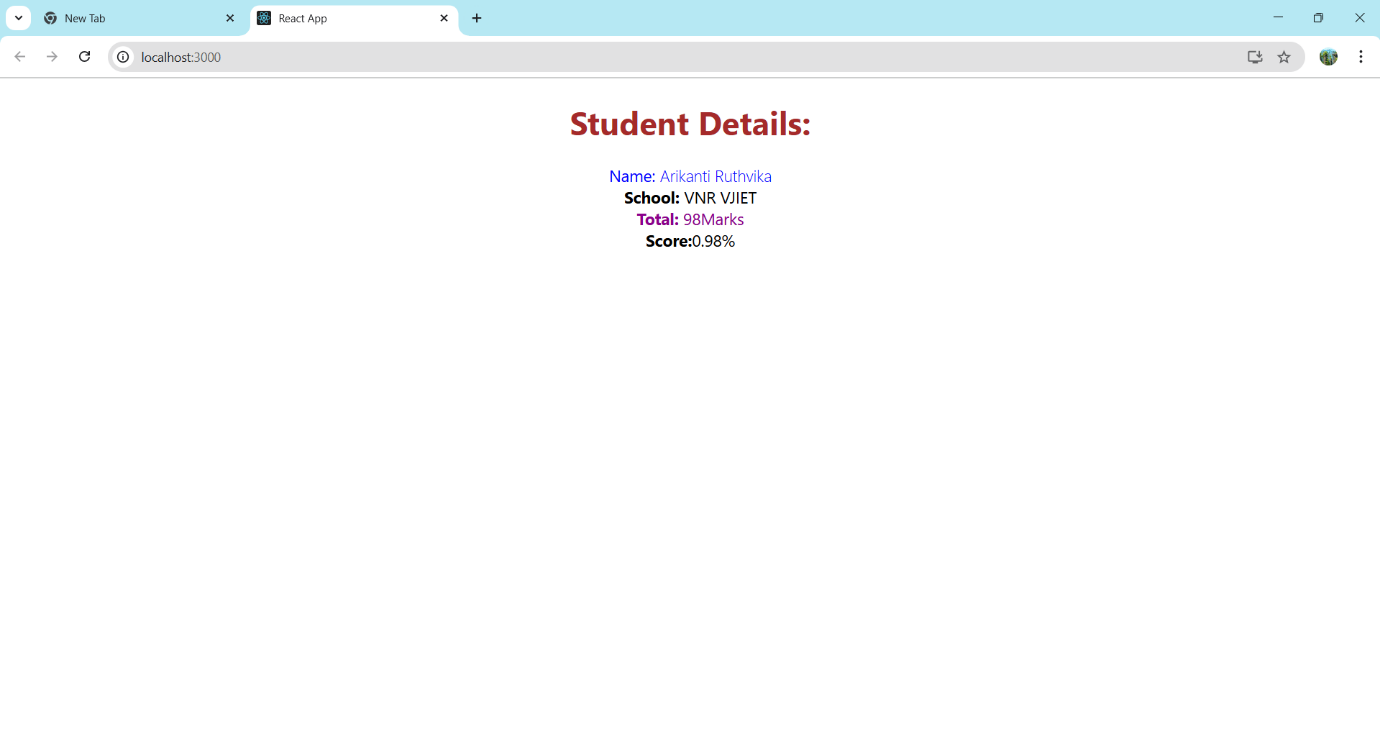 New Tab
React App
localhost:3000
Student Details:
Name: Arikanti Ruthvika
School: VNR VJIET
Total: 98Marks
Score:0.98%